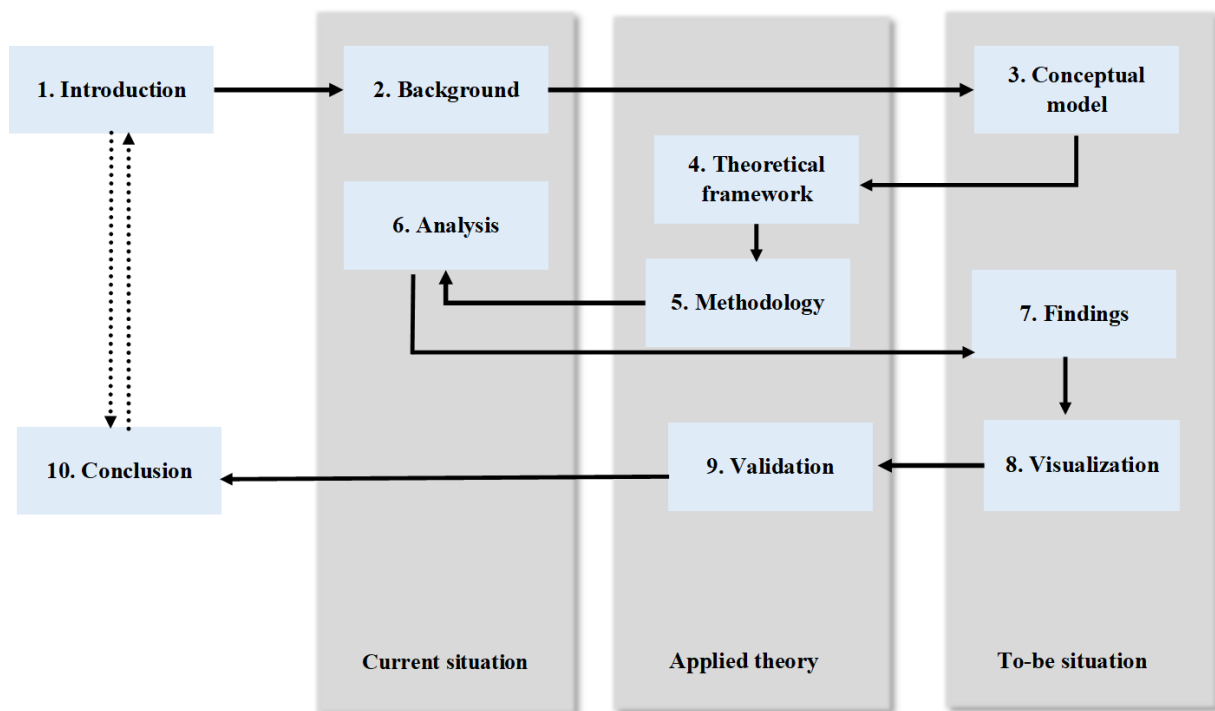 1. Introduction
2. Background
3. Conceptual
model
4. Theoretical
framework
6. Analysis
5. Methodology
7. Findings
10. Conclusion
9. Validation
8. Visualization
Current situation
Applied theory
To-be situation